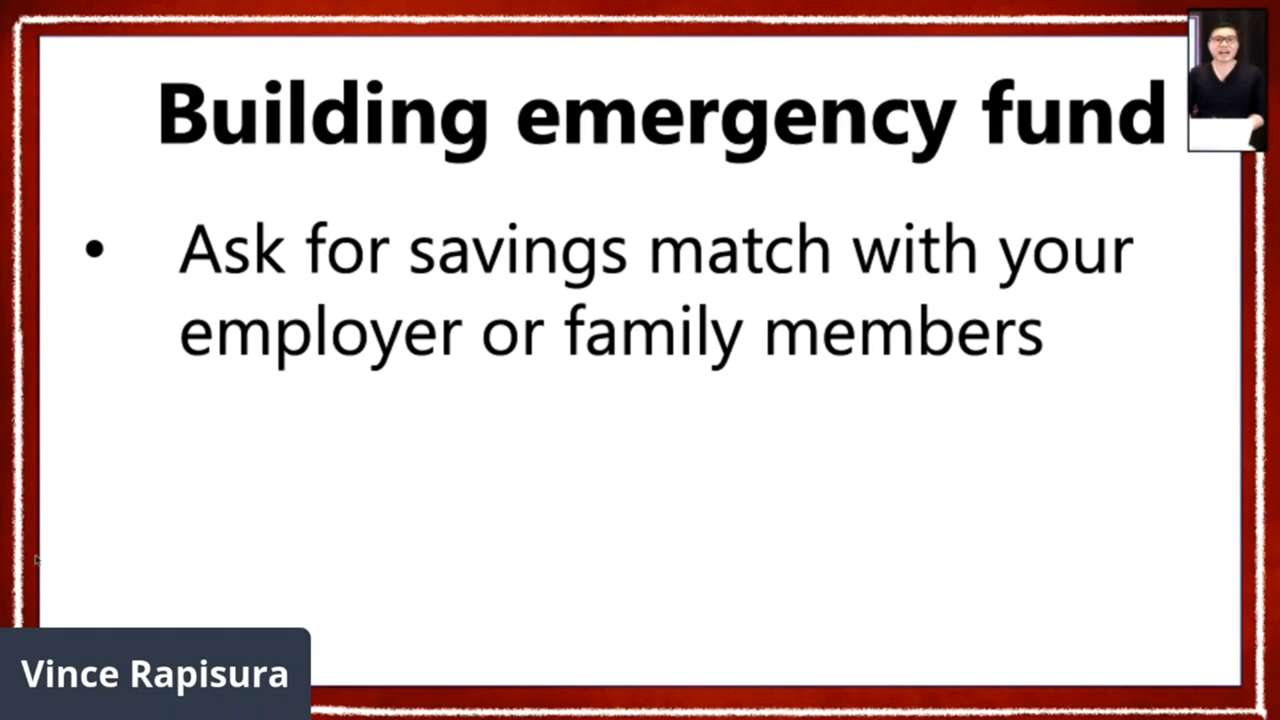 Building emergency fund
• Ask for savings match with your
employer or family members
Vince Rapisura